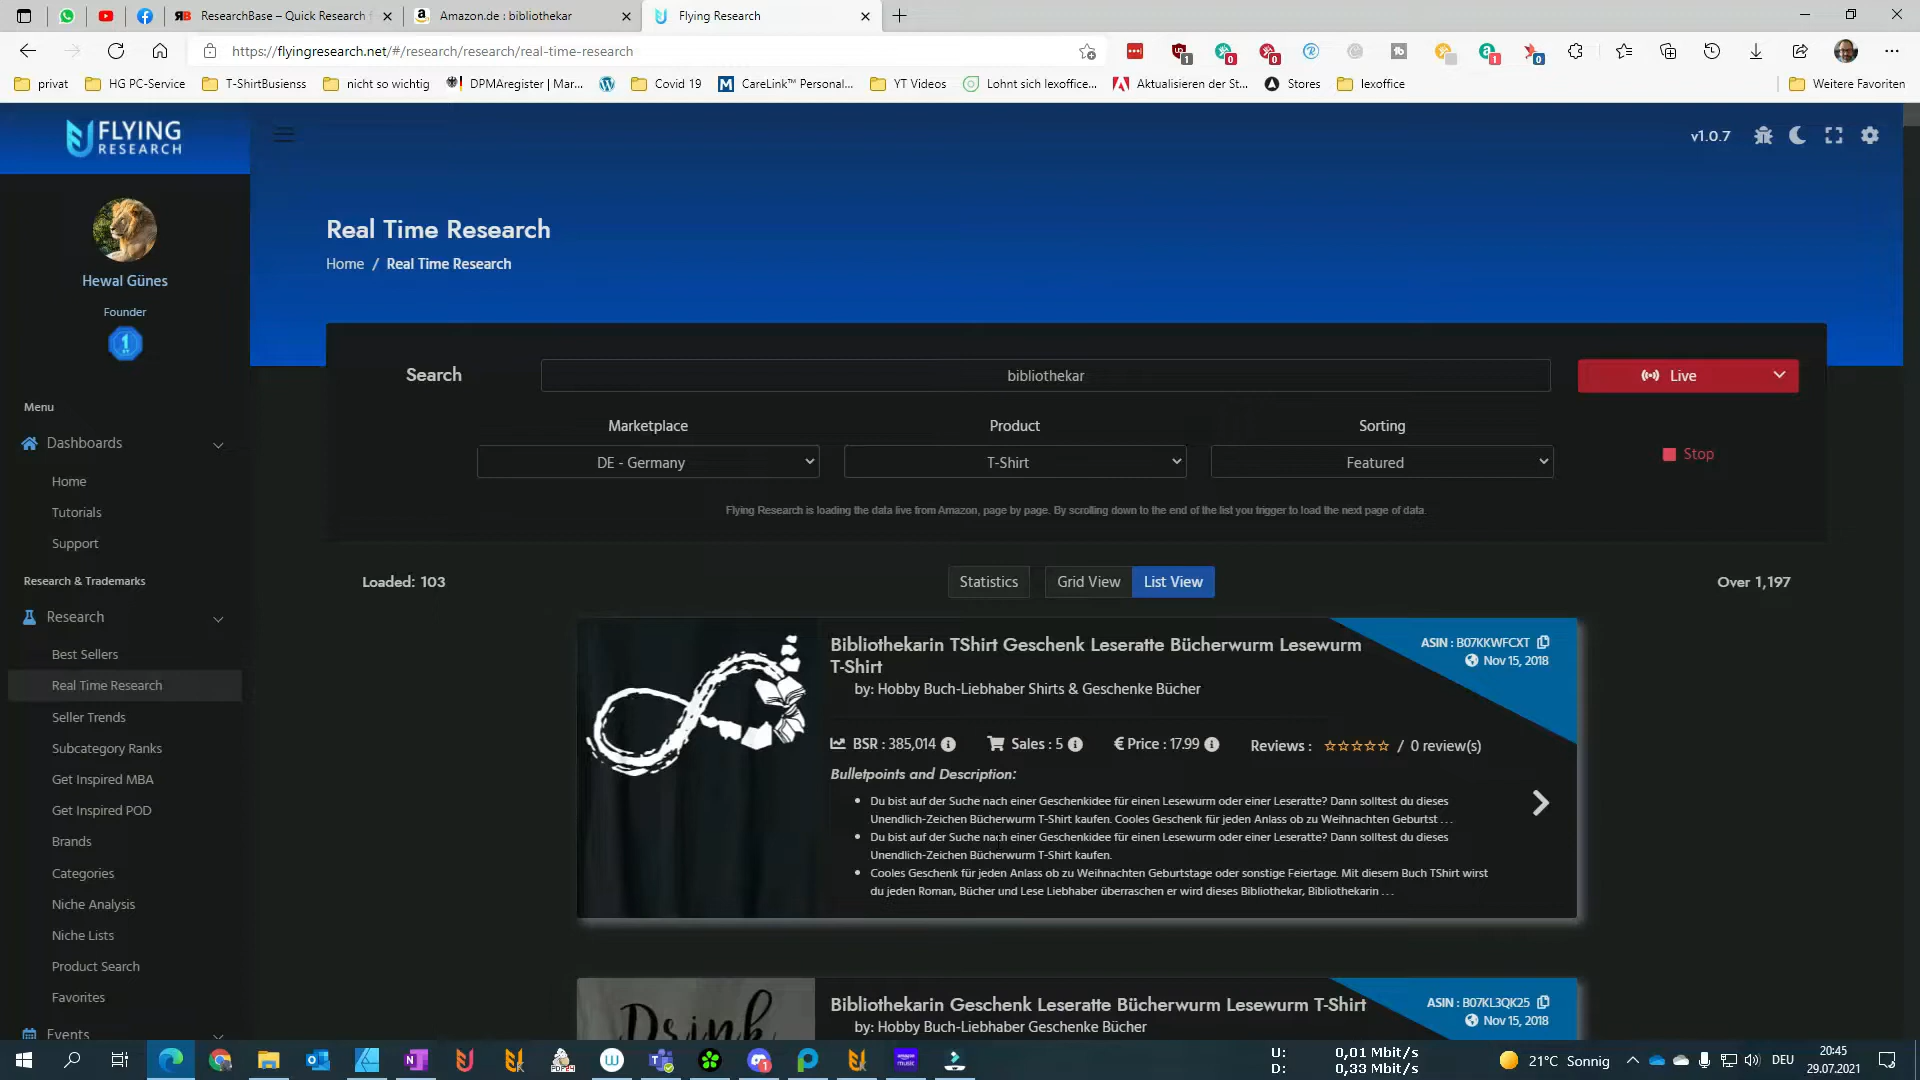 ResearchBase – Quick Research f
Amazon.de : bibliothekar
Flying Research
https://flyingresearch.net/#/research/research/real-time-research
privat
HG PC-Service
T-ShirtBusienss
nicht so wichtig
DPMAregister | Mar...
Covid 19
CareLink™ Personal...
YT Videos
Lohnt sich lexoffice...
Aktualisieren der St...
Stores
lexoffice
Weitere Favoriten
FLYING
RESEARCH
v1.0.7
Hewal Günes
Founder
1
Real Time Research
Home / Real Time Research
Search
bibliothekar
Live
Marketplace
Product
Sorting
DE - Germany
T-Shirt
Featured
Stop
Flying Research is loading the data live from Amazon, page by page. By scrolling down to the end of the list you trigger to load the next page of data.
Menu
Dashboards
Home
Tutorials
Support
Research & Trademarks
Research
Best Sellers
Real Time Research
Seller Trends
Subcategory Ranks
Get Inspired MBA
Get Inspired POD
Brands
Categories
Niche Analysis
Niche Lists
Product Search
Favorites
Events
Loaded: 103
Statistics
Grid View
List View
Over 1,197
Bibliothekarin TShirt Geschenk Leseratte Bücherwurm Lesewurm
T-Shirt
by: Hobby Buch-Liebhaber Shirts & Geschenke Bücher
ASIN : B07KKWFCXT
Nov 15, 2018
BSR : 385,014
Sales : 5
€ Price : 17.99
Reviews : ☆☆☆☆☆ / 0 review(s)
Bulletpoints and Description:
• Du bist auf der Suche nach einer Geschenkidee für einen Lesewurm oder einer Leseratte? Dann solltest du dieses
Unendlich-Zeichen Bücherwurm T-Shirt kaufen. Cooles Geschenk für jeden Anlass ob zu Weihnachten Geburtst ...
• Du bist auf der Suche nach einer Geschenkidee für einen Lesewurm oder einer Leseratte? Dann solltest du dieses
Unendlich-Zeichen Bücherwurm T-Shirt kaufen.
• Cooles Geschenk für jeden Anlass ob zu Weihnachten Geburtstage oder sonstige Feiertage. Mit diesem Buch TShirt wirst
du jeden Roman, Bücher und Lese Liebhaber überraschen er wird dieses Bibliothekar, Bibliothekarin ...
Drink
Bibliothekarin Geschenk Leseratte Bücherwurm Lesewurm T-Shirt
by: Hobby Buch-Liebhaber Geschenke Bücher
ASIN : B07KL3QK25
Nov 15, 2018
U: 0,01 Mbit/s
D: 0,33 Mbit/s
21°C Sonnig
DEU
20:45
29.07.2021